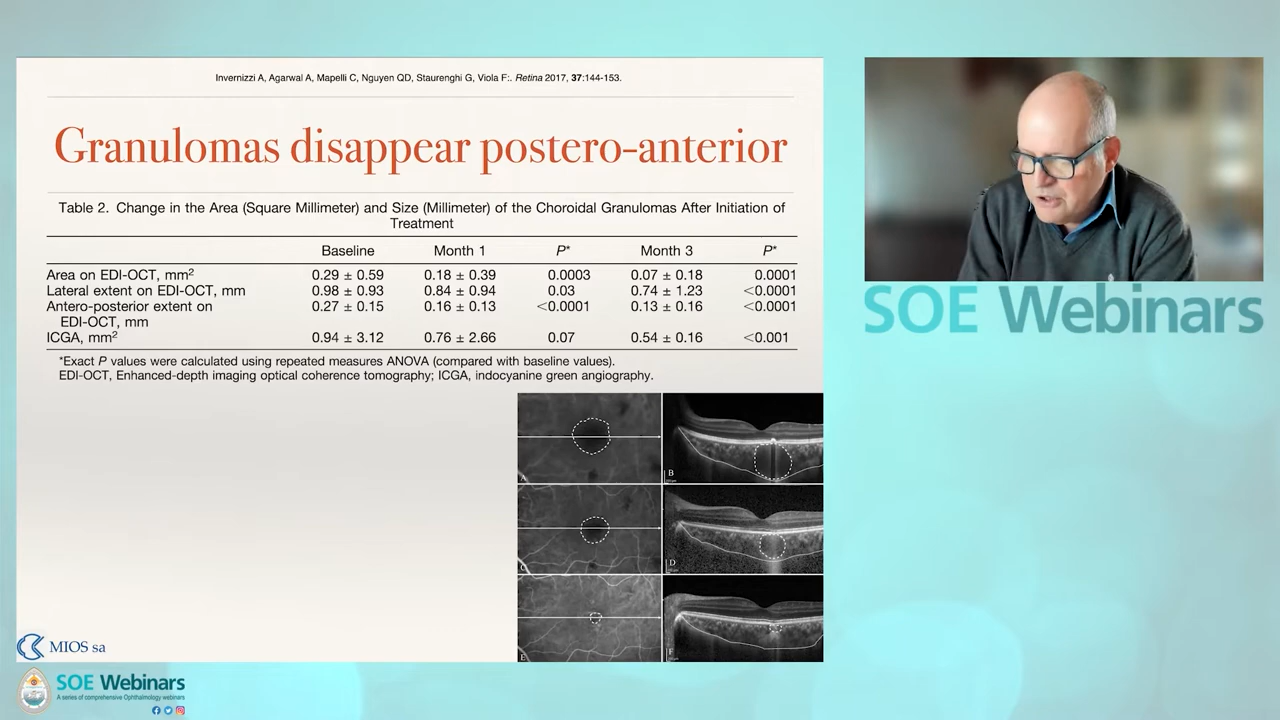 Invernizzi A, Agarwal A, Mapelli C, Nguyen QD, Staurenghi G, Viola F:. Retina 2017, 37:144-153.
Granulomas disappear postero-anterior
Table 2. Change in the Area (Square Millimeter) and Size (Millimeter) of the Choroidal Granulomas After Initiation of
Treatment
Baseline Month 1 P* Month 3 P*
Area on EDI-OCT, mm² 0.29 ± 0.59 0.18 ± 0.39 0.0003 0.07 ± 0.18 0.0001
Lateral extent on EDI-OCT, mm 0.98 ± 0.93 0.84 ± 0.94 0.03 0.74 ± 1.23 <0.0001
Antero-posterior extent on 0.27 ± 0.15 0.16 ± 0.13 <0.0001 0.13 ± 0.16 <0.0001
EDI-OCT, mm
ICGA, mm² 0.94 ± 3.12 0.76 ± 2.66 0.07 0.54 ± 0.16 <0.001
*Exact P values were calculated using repeated measures ANOVA (compared with baseline values).
EDI-OCT, Enhanced-depth imaging optical coherence tomography; ICGA, indocyanine green angiography.
A B
C D
E F
MIOS sa
SOE Webinars
SOE Webinars
A series of comprehensive Ophthalmology webinars